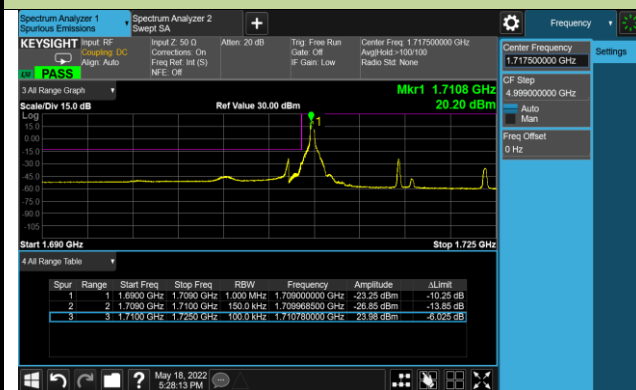 Spectrum Analyzer 1
Spurious Emissions
Spectrum Analyzer 2
Swept SA
+
Frequency
KEYSIGHT
Input: RF
Coupling: DC
Align: Auto
Input Z: 50 Ω
Corrections: On
Freq Ref: Int (S)
NFE: Off
Atten: 20 dB
Trig: Free Run
Gate: Off
IF Gain: Low
Center Freq: 1.717500000 GHz
Avg|Hold:>100/100
Radio Std: None
PASS
Center Frequency
1.717500000 GHz
Settings
CF Step
4.999000000 GHz
Auto
Man
Freq Offset
0 Hz
3 All Range Graph
Mkr1 1.7108 GHz
Scale/Div 15.0 dB
Ref Value 30.00 dBm
20.20 dBm
Log
15.0
0.00
-15.0
-30.0
-45.0
-60.0
-75.0
-90.0
-105
1
Start 1.690 GHz
Stop 1.725 GHz
4 All Range Table
Spur Range Start Freq Stop Freq RBW Frequency Amplitude ΔLimit
1 1 1.6900 GHz 1.7090 GHz 1.000 MHz 1.709000000 GHz -23.25 dBm -10.25 dB
2 2 1.7090 GHz 1.7100 GHz 150.0 kHz 1.709968500 GHz -26.85 dBm -13.85 dB
3 3 1.7100 GHz 1.7250 GHz 100.0 kHz 1.710780000 GHz 23.98 dBm -6.025 dB
?
May 18, 2022
5:28:13 PM